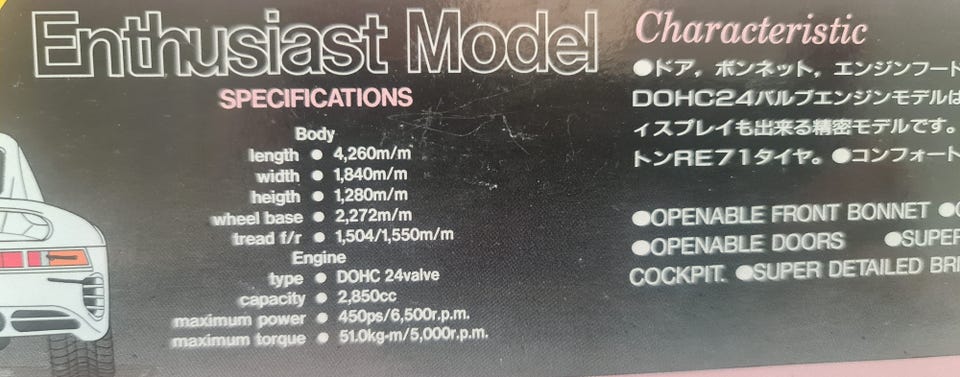 Enthusiast Model
SPECIFICATIONS
Body
length ● 4,260m/m
width ● 1,840m/m
heigth ● 1,280m/m
wheel base ● 2,272m/m
tread f/r ● 1,504/1,550m/m
Engine
type ● DOHC 24valve
capacity ● 2,850cc
maximum power ● 450ps/6,500r.p.m.
maximum torque ● 51.0kg-m/5,000r.p.m.
Characteristic
●ドア，ボンネット，エンジンフード
DOHC24バルブエンジンモデルは
ィスプレイも出来る精密モデルです。
トンRE71タイヤ。●コンフォート
●OPENABLE FRONT BONNET ●
●OPENABLE DOORS ●SUPER
COCKPIT. ●SUPER DETAILED BRI